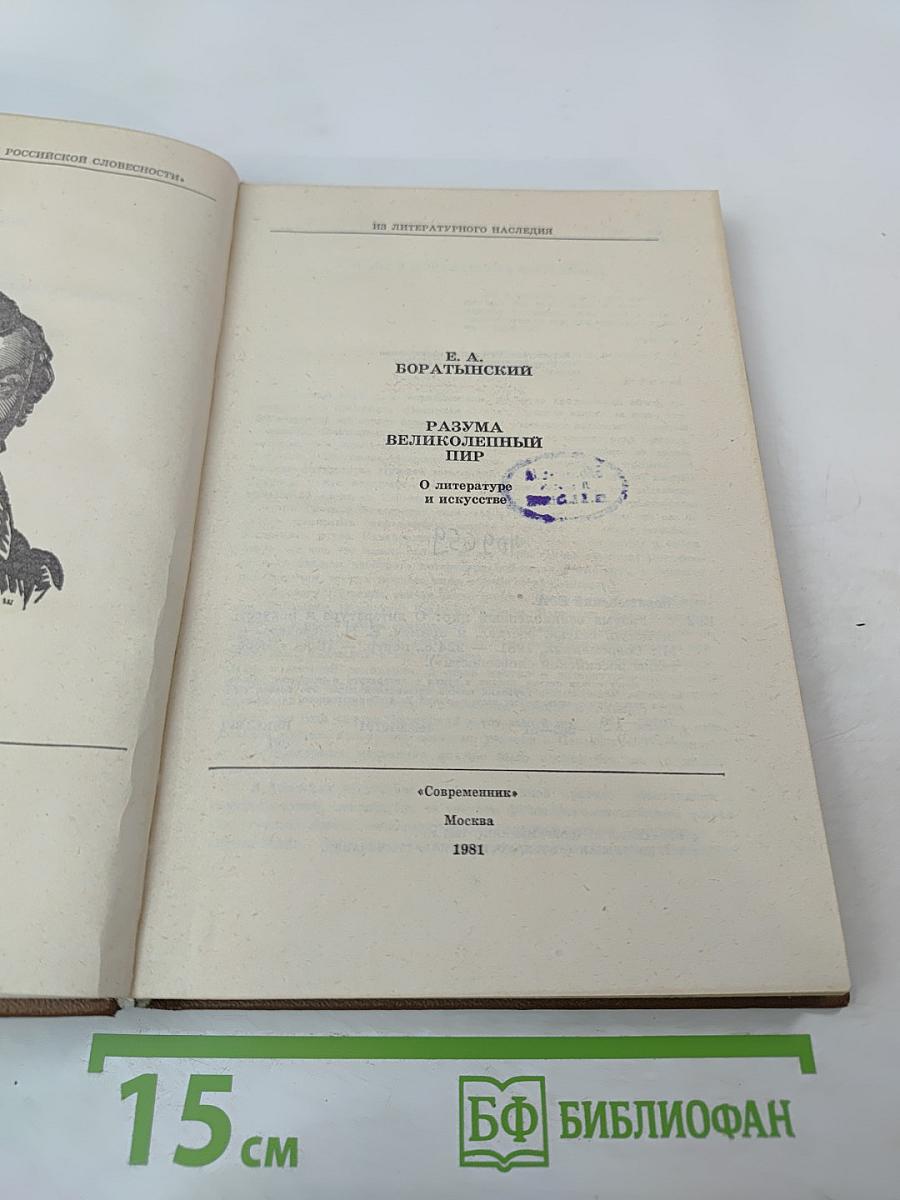 РОССИЙСКОЙ СЛОВЕСНОСТИ»
ИЗ ЛИТЕРАТУРНОГО НАСЛЕДИЯ
Е. А.
БОРАТЫНСКИЙ
РАЗУМА
ВЕЛИКОЛЕПНЫЙ
ПИР
О литературе
и искусстве
«Современник»
Москва
1981
15 см
БФ БИБЛИОФАН